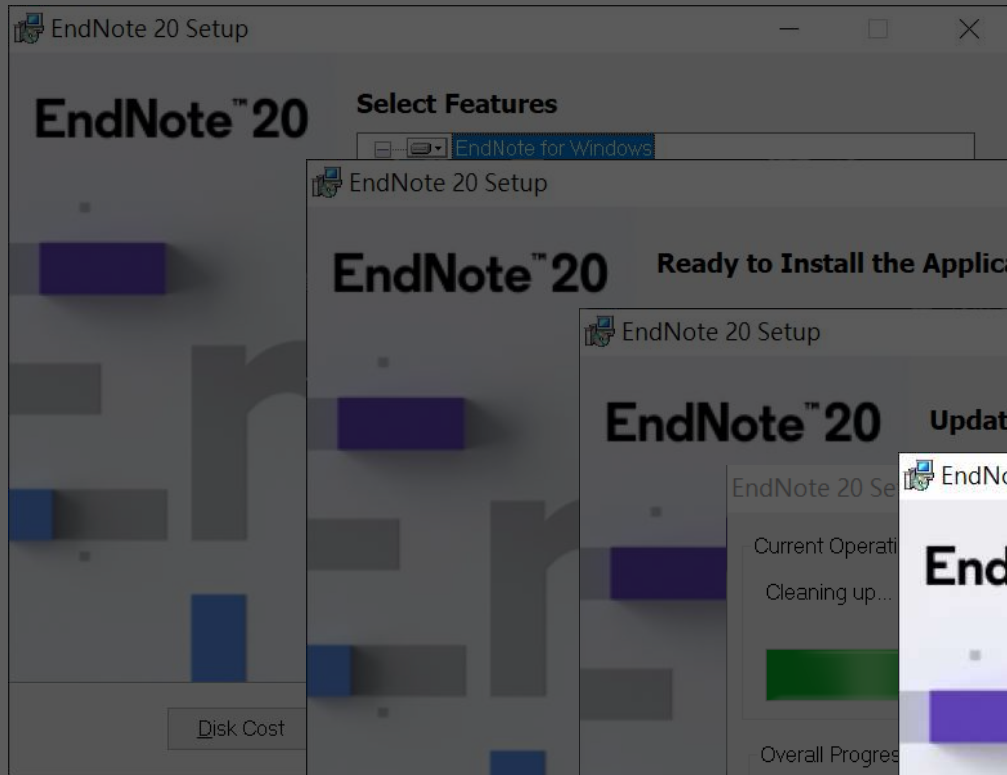 EndNote 20 Setup
EndNote™20
Select Features
EndNote for Windows
Disk Cost
EndNote 20 Setup
EndNote™20
Ready to Install the Applica
EndNote 20 Setup
EndNote™20
Updat
EndNote 20 Se
Current Operati
Cleaning up...
Overall Progres
EndNo
End